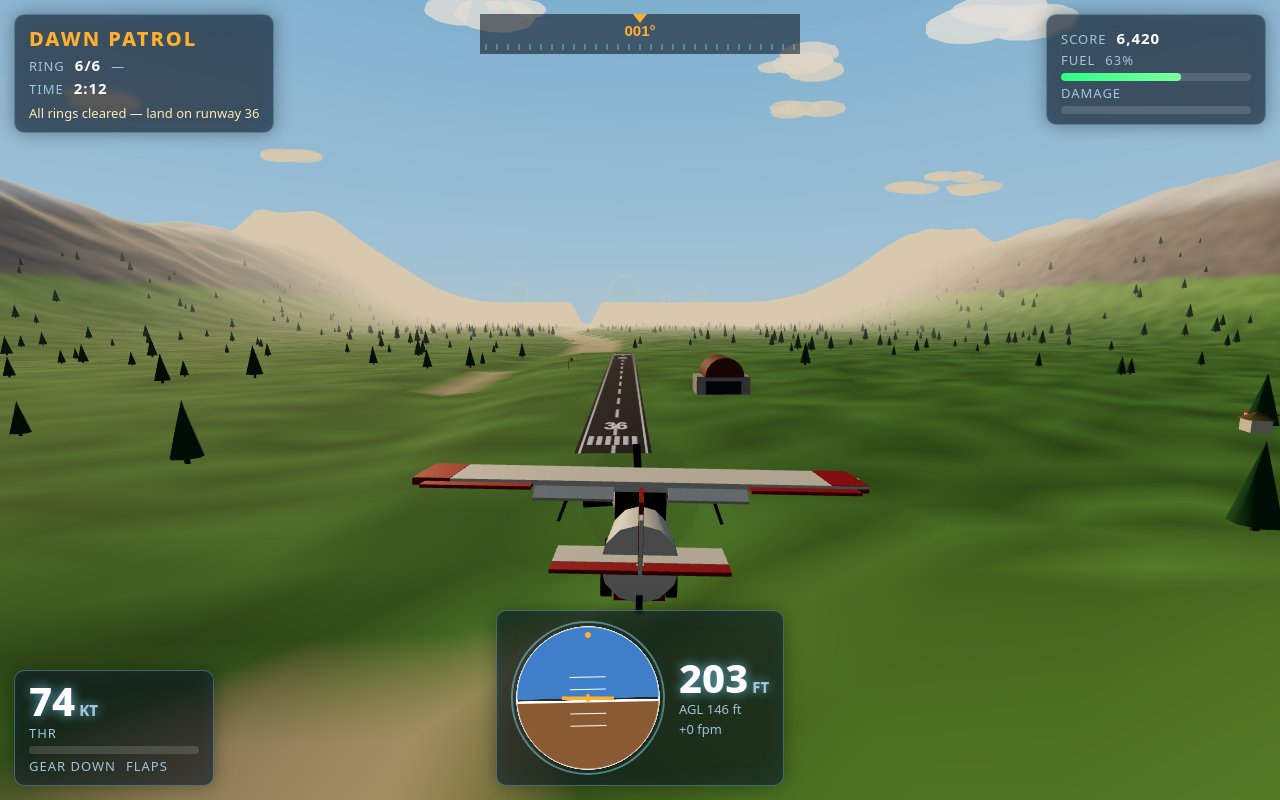 DAWN PATROL
RING 6/6 —
TIME 2:12
All rings cleared — land on runway 36
001°
SCORE 6,420
FUEL 63%
DAMAGE
36
74 KT
THR
GEAR DOWN FLAPS
203 FT
AGL 146 ft
+0 fpm